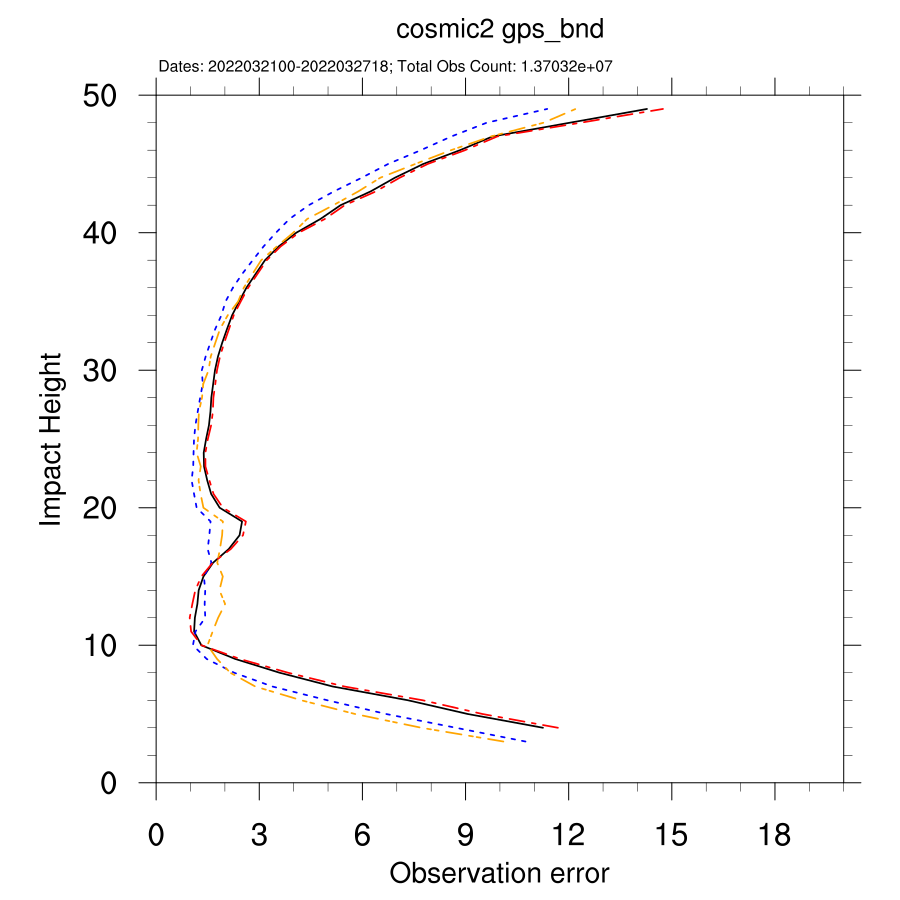 cosmic2 gps_bnd
Dates: 2022032100-2022032718; Total Obs Count: 1.37032e+07
50
40
30
20
10
0
Impact Height
0 3 6 9 12 15 18
Observation error